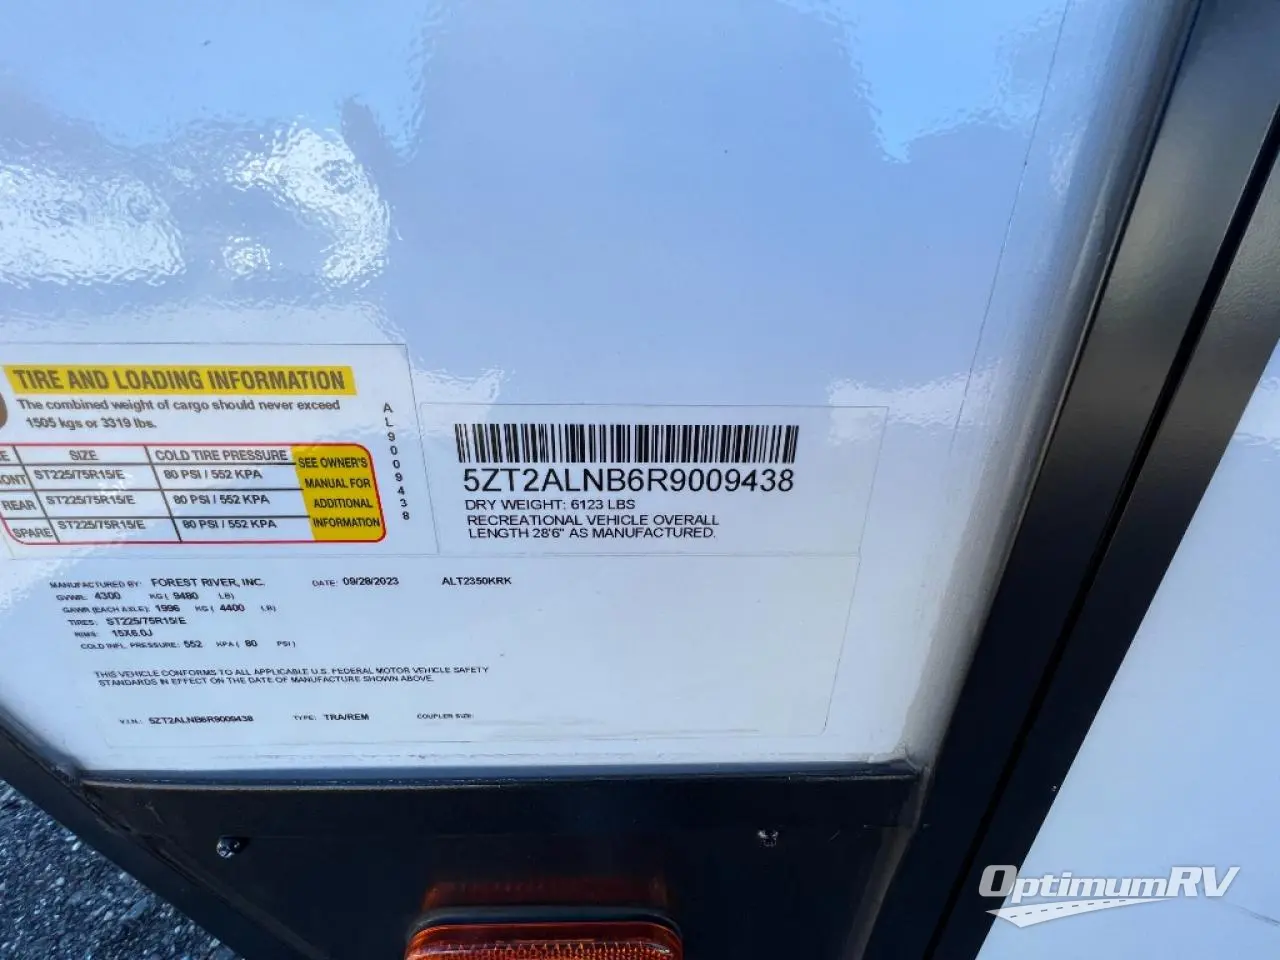 TIRE AND LOADING INFORMATION
The combined weight of cargo should never exceed
1505 kgs or 3319 lbs.
SIZE COLD TIRE PRESSURE SEE OWNER'S MANUAL FOR ADDITIONAL INFORMATION
ST225/75R15/E 80 PSI / 552 KPA
REAR ST225/75R15/E 80 PSI / 552 KPA
SPARE ST225/75R15/E 80 PSI / 552 KPA
AL9009438
5ZT2ALNB6R9009438
DRY WEIGHT: 6123 LBS
RECREATIONAL VEHICLE OVERALL
LENGTH 28'6" AS MANUFACTURED.
MANUFACTURED BY: FOREST RIVER, INC. DATE: 09/28/2023 ALT2350KRK
GVWR: 4300 KG ( 9480 LB)
GAWR (EACH AXLE): 1996 KG ( 4400 LB)
TIRES: ST225/75R15/E
RIMS: 15X6.0J
COLD INFL. PRESSURE: 552 KPA ( 80 PSI )
THIS VEHICLE CONFORMS TO ALL APPLICABLE U.S. FEDERAL MOTOR VEHICLE SAFETY
STANDARDS IN EFFECT ON THE DATE OF MANUFACTURE SHOWN ABOVE.
V.I.N.: 5ZT2ALNB6R9009438 TYPE: TRA/REM COUPLER SIZE:
OptimumRV